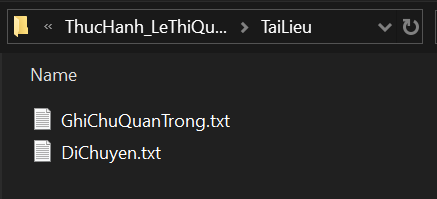 « ThucHanh_LeThiQu... > TaiLieu
Name
GhiChuQuanTrong.txt
DiChuyen.txt